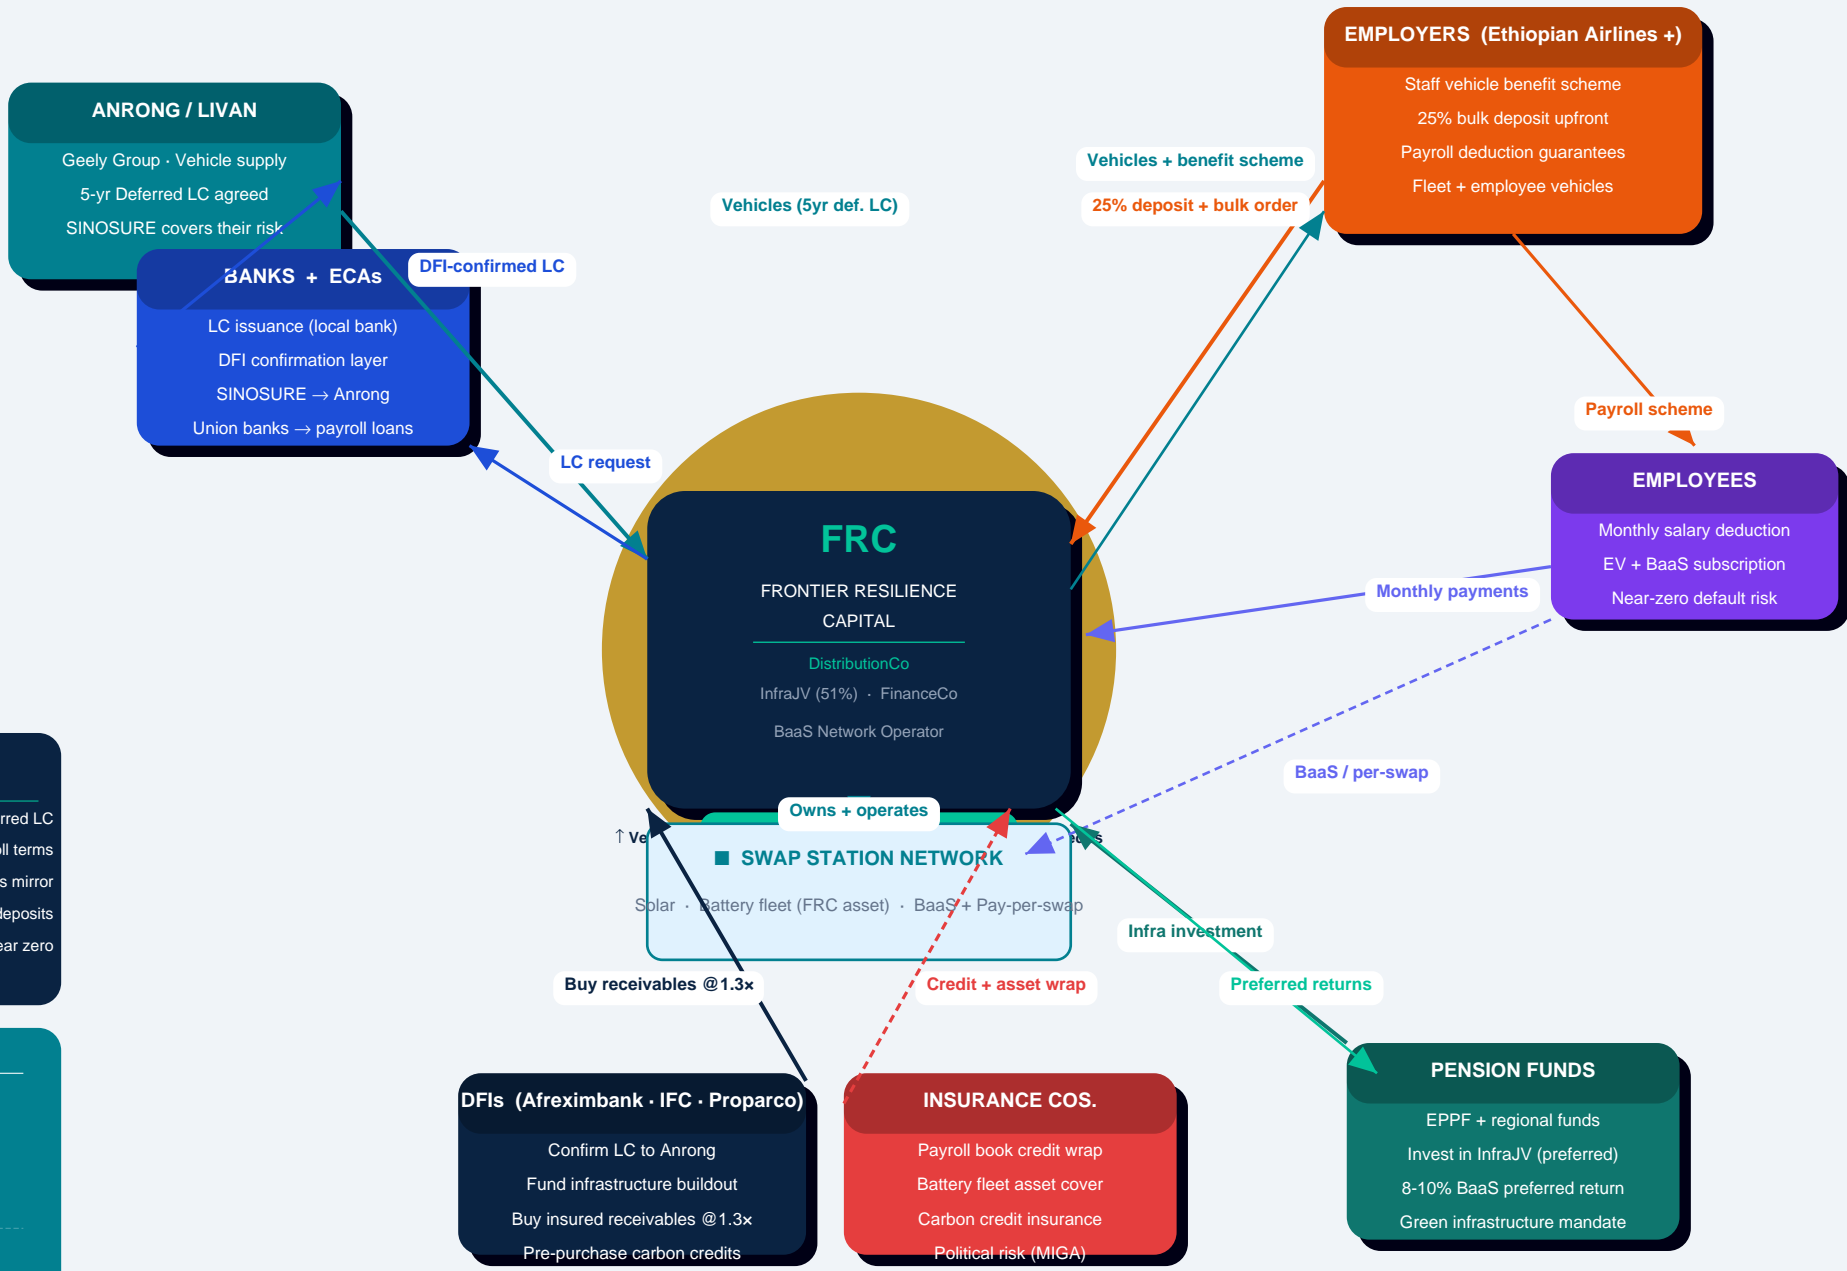 EMPLOYERS (Ethiopian Airlines +)
Staff vehicle benefit scheme
25% bulk deposit upfront
Payroll deduction guarantees
Fleet + employee vehicles
ANRONG / LIVAN
Geely Group · Vehicle supply
5-yr Deferred LC agreed
SINOSURE covers their risk
Vehicles + benefit scheme
Vehicles (5yr def. LC)
25% deposit + bulk order
BANKS + ECAs
DFI-confirmed LC
LC issuance (local bank)
DFI confirmation layer
SINOSURE → Anrong
Union banks → payroll loans
LC request
Payroll scheme
EMPLOYEES
Monthly salary deduction
EV + BaaS subscription
Near-zero default risk
FRC
FRONTIER RESILIENCE
CAPITAL
DistributionCo
InfraJV (51%) · FinanceCo
BaaS Network Operator
Monthly payments
BaaS / per-swap
Owns + operates
↑ Ve
■ SWAP STATION NETWORK
Solar · Battery fleet (FRC asset) · BaaS + Pay-per-swap
rred LC
ll terms
s mirror
deposits
ear zero
Infra investment
Buy receivables @1.3×
Credit + asset wrap
Preferred returns
DFIs (Afreximbank · IFC · Proparco)
Confirm LC to Anrong
Fund infrastructure buildout
Buy insured receivables @1.3×
Pre-purchase carbon credits
INSURANCE COS.
Payroll book credit wrap
Battery fleet asset cover
Carbon credit insurance
Political risk (MIGA)
PENSION FUNDS
EPPF + regional funds
Invest in InfraJV (preferred)
8-10% BaaS preferred return
Green infrastructure mandate